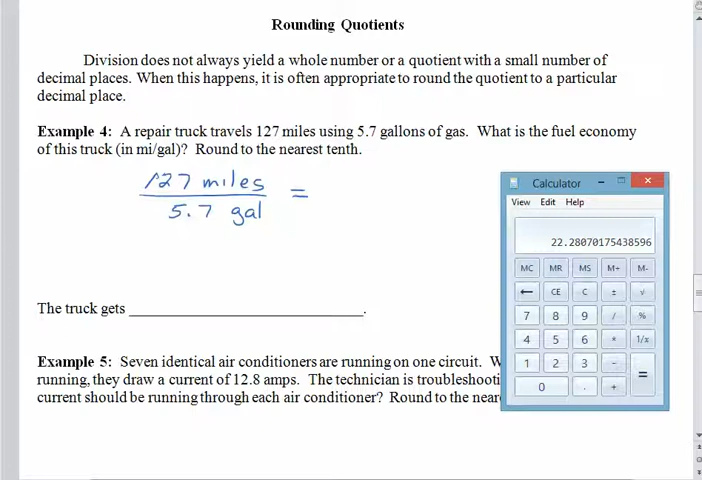 Rounding Quotients
Division does not always yield a whole number or a quotient with a small number of
decimal places. When this happens, it is often appropriate to round the quotient to a particular
decimal place.
Example 4: A repair truck travels 127 miles using 5.7 gallons of gas. What is the fuel economy
of this truck (in mi/gal)? Round to the nearest tenth.
127 miles
=
5.7 gal
The truck gets ____________________________.
Example 5: Seven identical air conditioners are running on one circuit. W
running, they draw a current of 12.8 amps. The technician is troubleshooti
current should be running through each air conditioner? Round to the near
Calculator
View Edit Help
22.28070175438596
MC MR MS M+ M-
← CE C ± √
7 8 9 / %
4 5 6 * 1/x
1 2 3 - =
0 . +